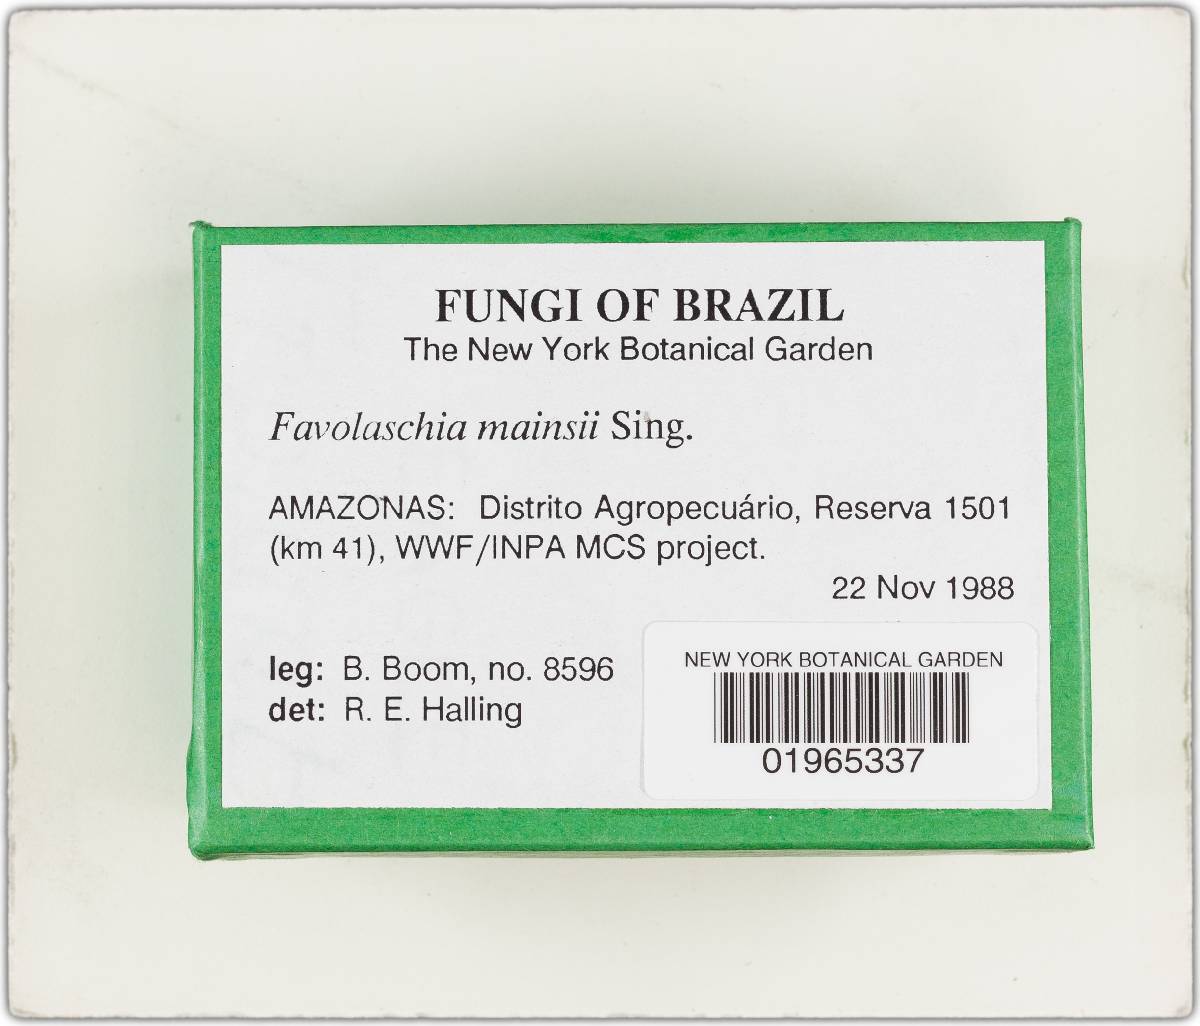 FUNGI OF BRAZIL
The New York Botanical Garden
Favolaschia mainsii Sing.
AMAZONAS: Distrito Agropecuário, Reserva 1501
(km 41), WWF/INPA MCS project.
22 Nov 1988
leg: B. Boom, no. 8596
det: R. E. Halling
NEW YORK BOTANICAL GARDEN
01965337